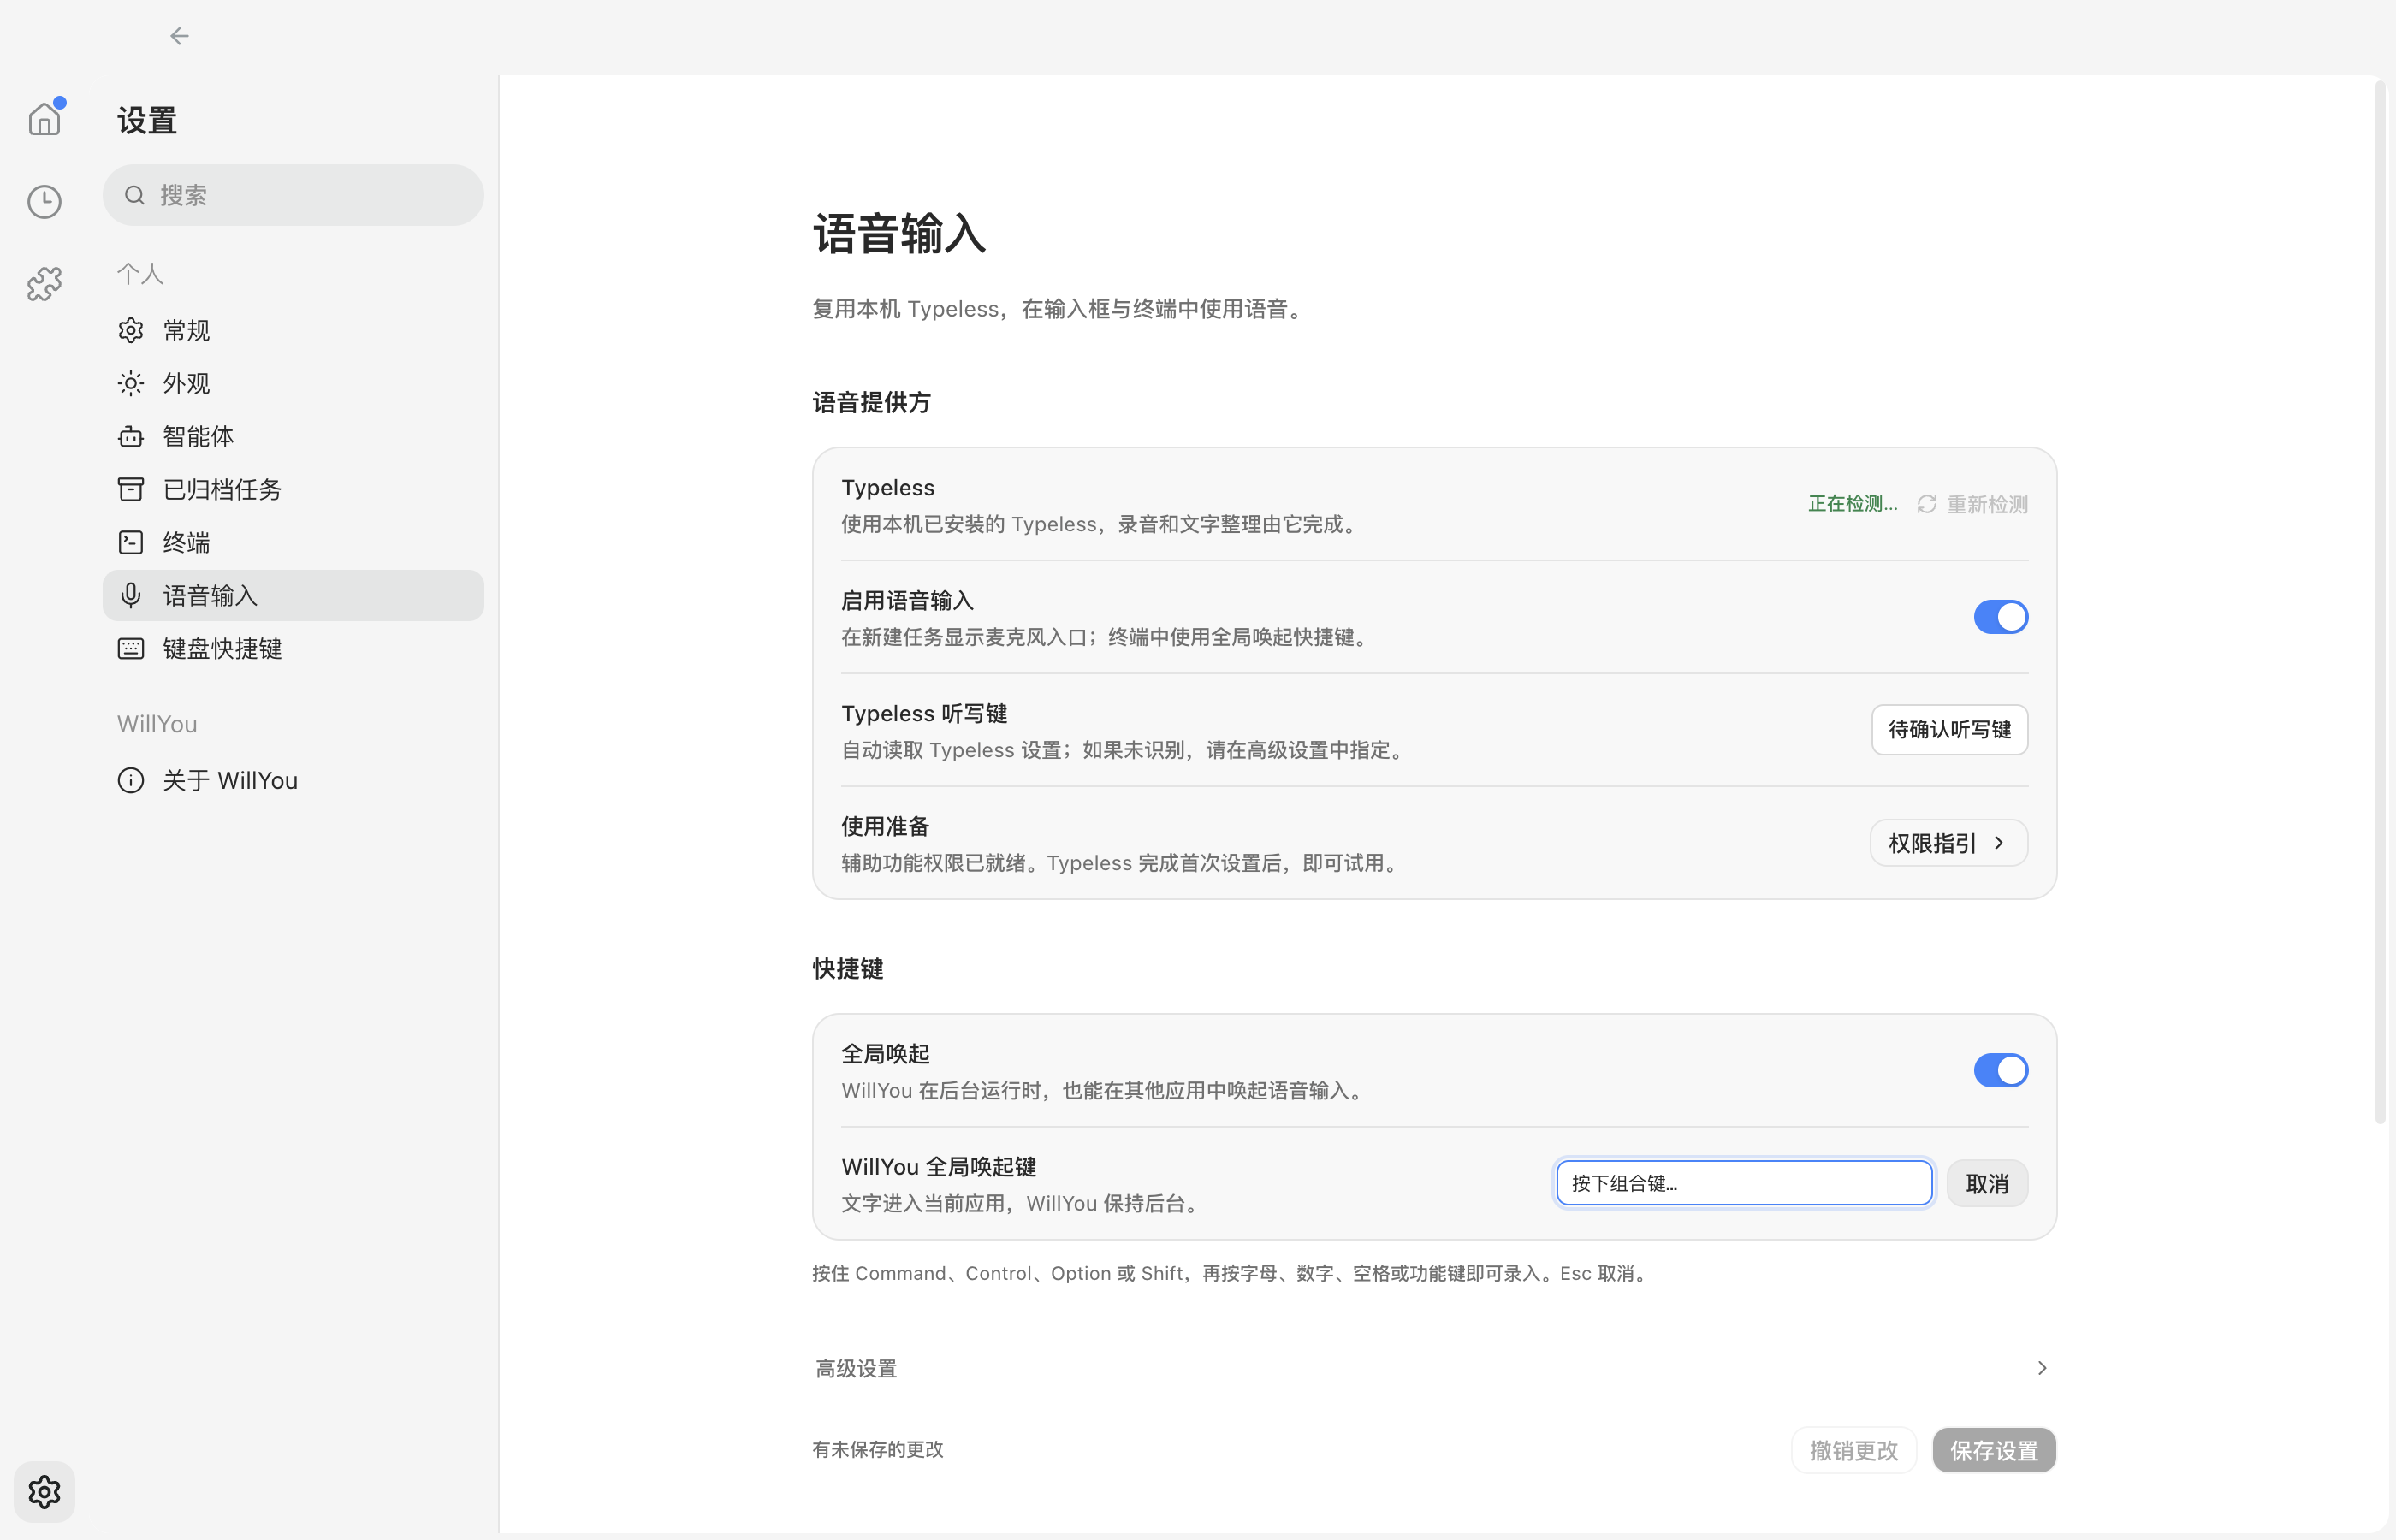 设置
搜索
个人
常规
外观
智能体
已归档任务
终端
语音输入
键盘快捷键
WillYou
关于 WillYou
语音输入
复用本机 Typeless，在输入框与终端中使用语音。
语音提供方
Typeless
使用本机已安装的 Typeless，录音和文字整理由它完成。
正在检测... 重新检测
启用语音输入
在新建任务显示麦克风入口；终端中使用全局唤起快捷键。
Typeless 听写键
自动读取 Typeless 设置；如果未识别，请在高级设置中指定。
待确认听写键
使用准备
辅助功能权限已就绪。Typeless 完成首次设置后，即可试用。
权限指引
快捷键
全局唤起
WillYou 在后台运行时，也能在其他应用中唤起语音输入。
WillYou 全局唤起键
文字进入当前应用，WillYou 保持后台。
按下组合键... 取消
按住 Command、Control、Option 或 Shift，再按字母、数字、空格或功能键即可录入。Esc 取消。
高级设置
有未保存的更改
撤销更改 保存设置